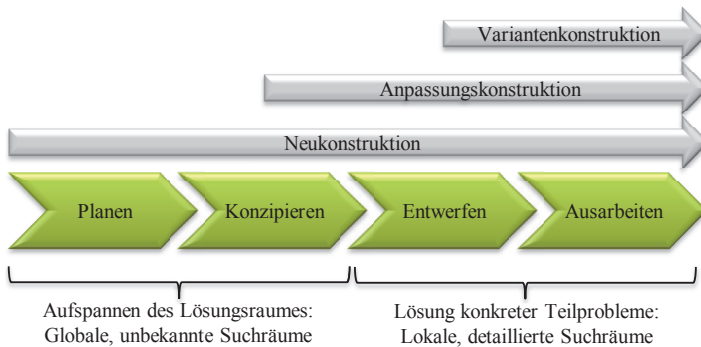 Variantenkonstruktion
Anpassungskonstruktion
Neukonstruktion
Planen
Konzipieren
Entwerfen
Ausarbeiten
Aufspannen des Lösungsraumes:
Globale, unbekannte Suchräume
Lösung konkreter Teilprobleme:
Lokale, detaillierte Suchräume